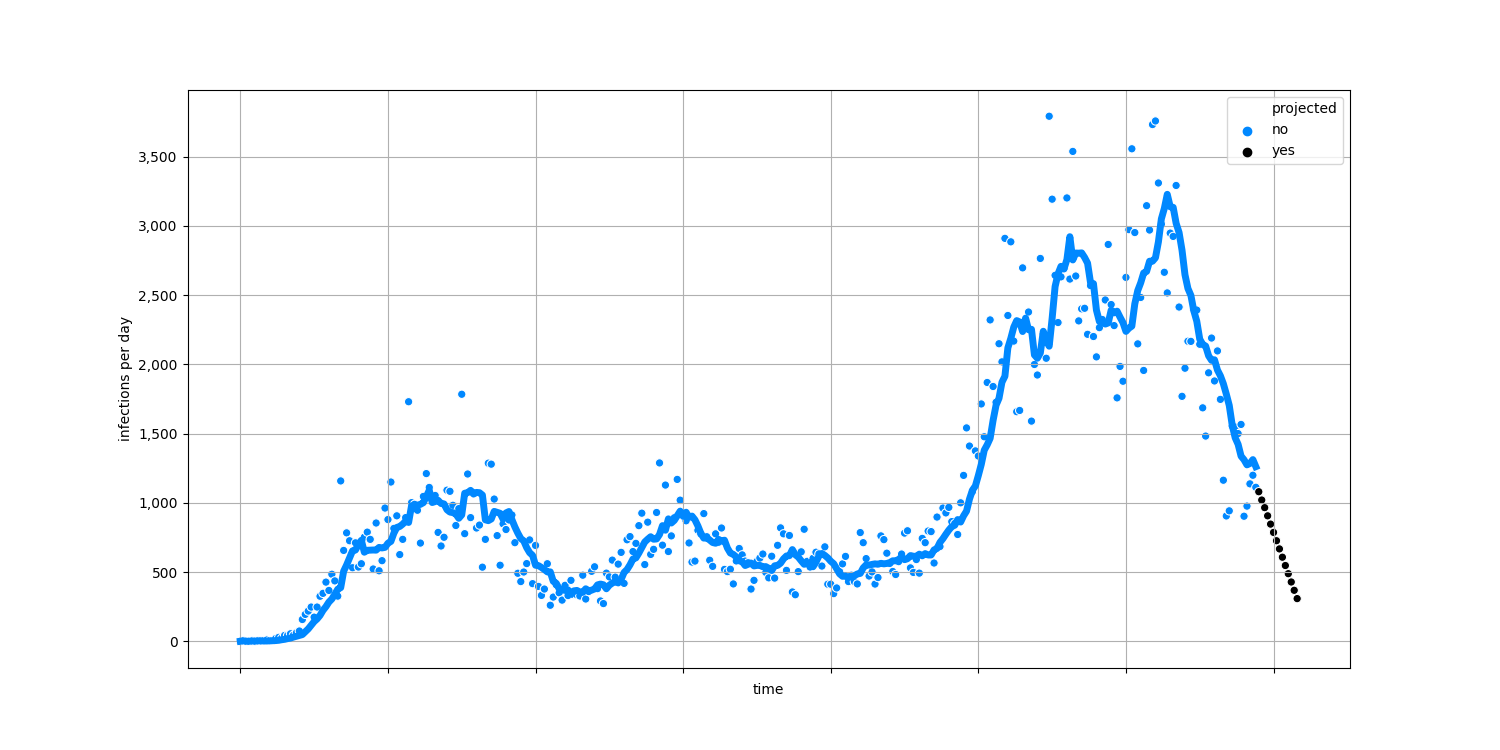 projected
no
yes
3,500
3,000
2,500
2,000
1,500
1,000
500
0
infections per day
time